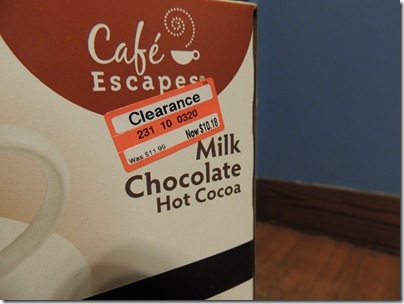 Café
Escapes®
Clearance
231 10 0320
Was $11.99 Now $10.18
Milk
Chocolate
Hot Cocoa